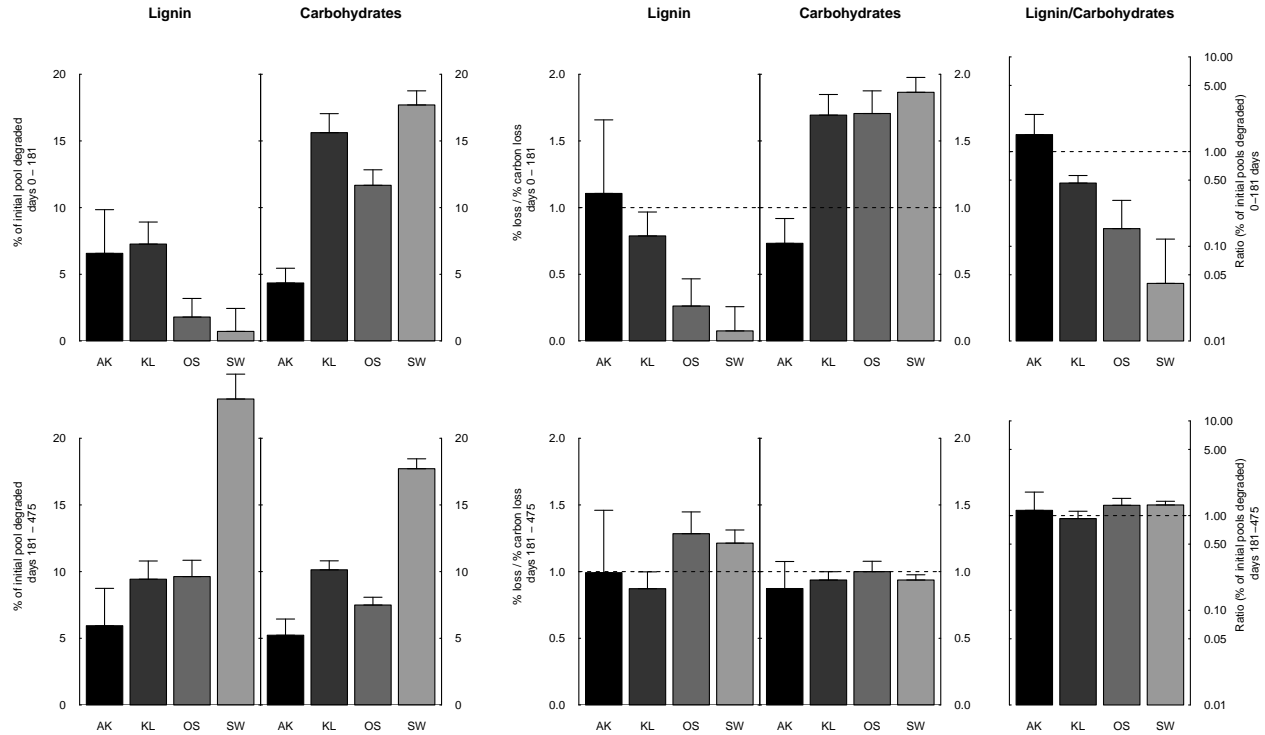 Lignin
Carbohydrates
Lignin
Carbohydrates
Lignin/Carbohydrates
% of initial pool degraded
days 0 – 181
20
15
10
5
0
AK KL OS SW
AK KL OS SW
20
15
10
5
0
% loss / % carbon loss
days 0 – 181
2.0
1.5
1.0
0.5
0.0
AK KL OS SW
AK KL OS SW
2.0
1.5
1.0
0.5
0.0
AK KL OS SW
10.00
5.00
1.00
0.50
0.10
0.05
0.01
Ratio (% of initial pools degraded)
0–181 days
% of initial pool degraded
days 181 – 475
20
15
10
5
0
AK KL OS SW
AK KL OS SW
20
15
10
5
0
% loss / % carbon loss
days 181 – 475
2.0
1.5
1.0
0.5
0.0
AK KL OS SW
AK KL OS SW
2.0
1.5
1.0
0.5
0.0
AK KL OS SW
10.00
5.00
1.00
0.50
0.10
0.05
0.01
Ratio (% of initial pools degraded)
days 181–475